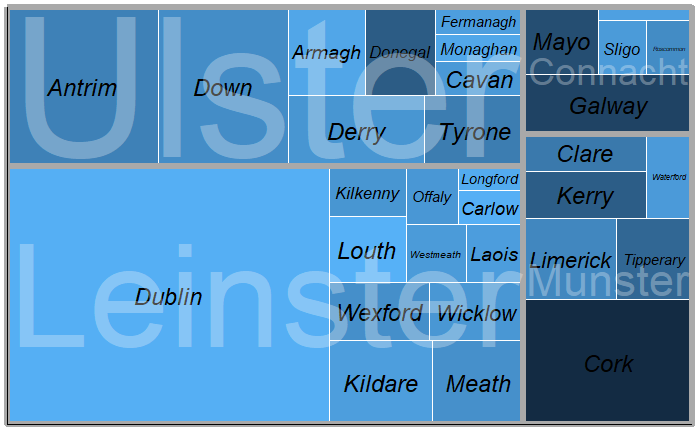 Ulster
Antrim
Down
Armagh
Donegal
Fermanagh
Monaghan
Cavan
Derry
Tyrone
Connacht
Mayo
Sligo
Roscommon
Galway
Leinster
Dublin
Kilkenny
Offaly
Longford
Carlow
Louth
Westmeath
Laois
Wexford
Wicklow
Kildare
Meath
Munster
Clare
Kerry
Waterford
Limerick
Tipperary
Cork